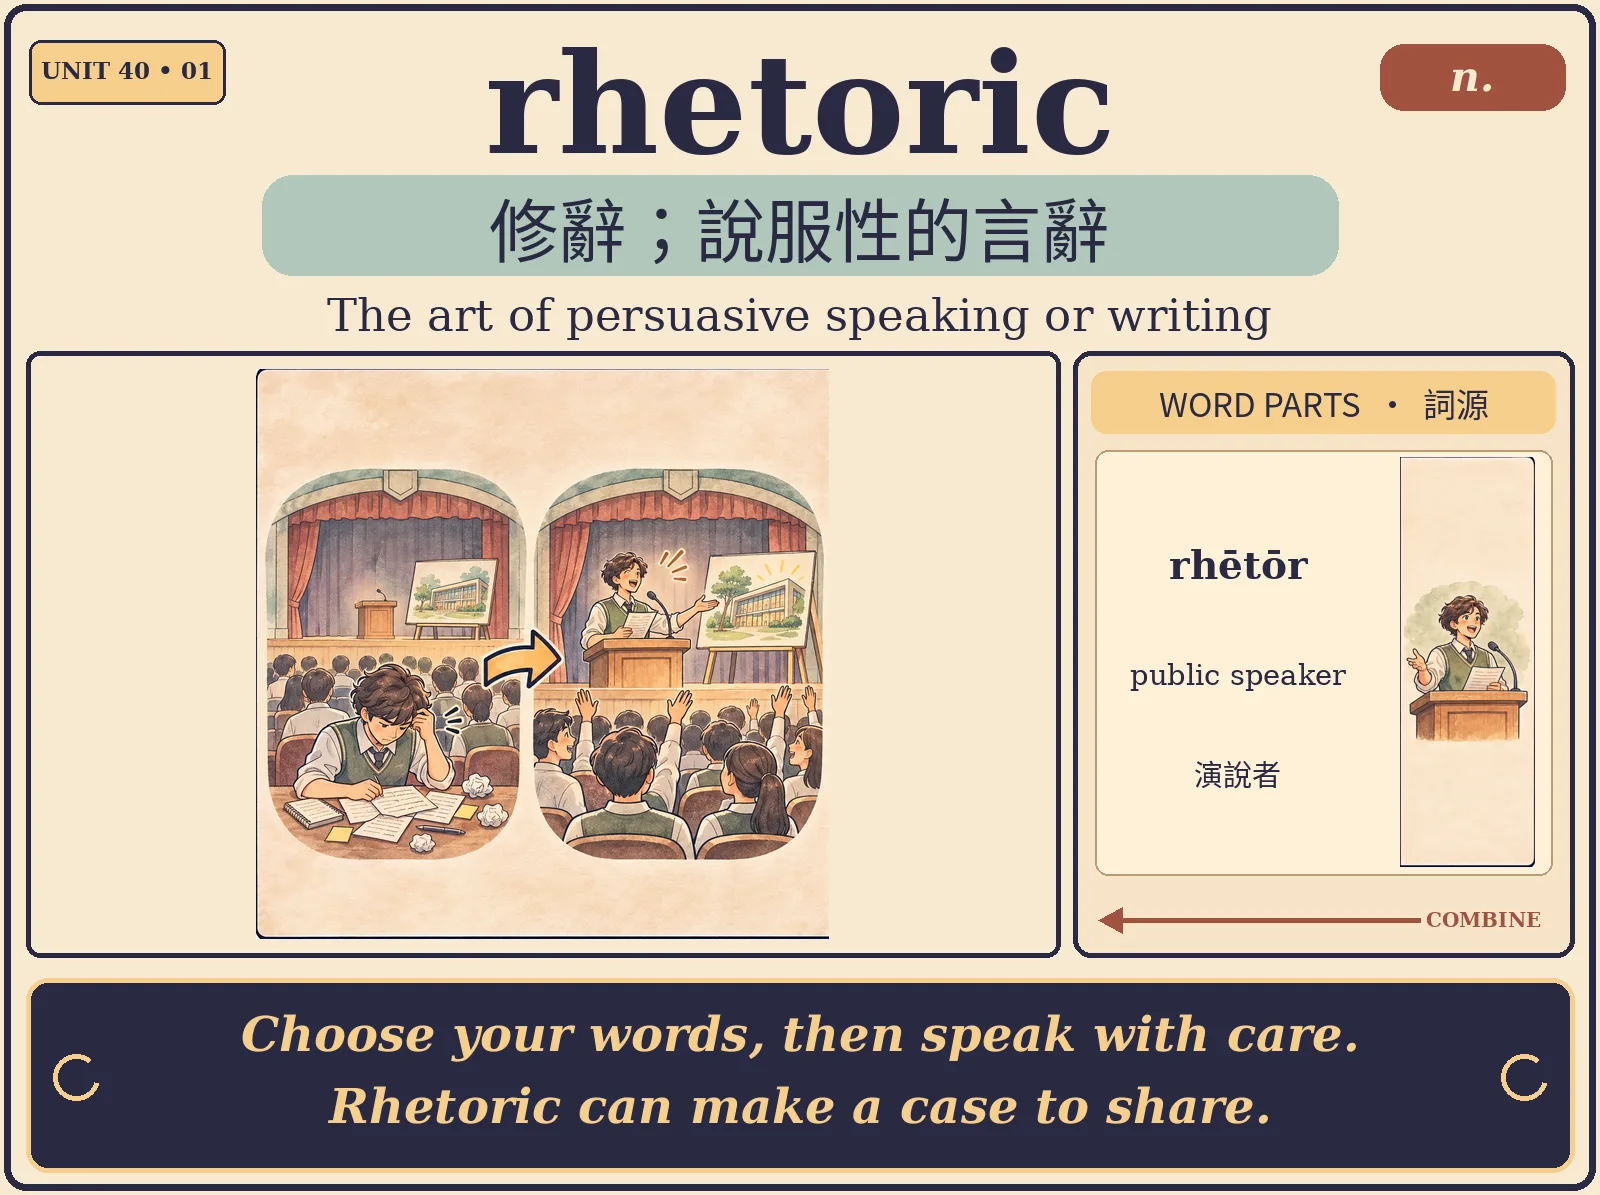 UNIT 40 • 01
rhetoric
n.
修辭；說服性的言辭
The art of persuasive speaking or writing
WORD PARTS · 詞源
rhētōr
public speaker
演說者
COMBINE
Choose your words, then speak with care.
Rhetoric can make a case to share.